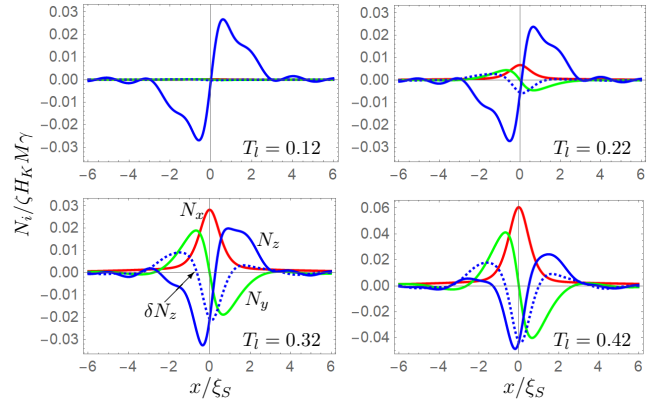 N_i/ζH_K Mγ
0.03
0.02
0.01
0.00
-0.01
-0.02
-0.03
-6 -4 -2 0 2 4 6
T_l = 0.12
0.03
0.02
0.01
0.00
-0.01
-0.02
-0.03
-6 -4 -2 0 2 4 6
T_l = 0.22
0.03
0.02
0.01
0.00
-0.01
-0.02
-0.03
N_x
N_z
δN_z
N_y
T_l = 0.32
-6 -4 -2 0 2 4 6
x/ξ_S
0.06
0.04
0.02
0.00
-0.02
-0.04
T_l = 0.42
-6 -4 -2 0 2 4 6
x/ξ_S